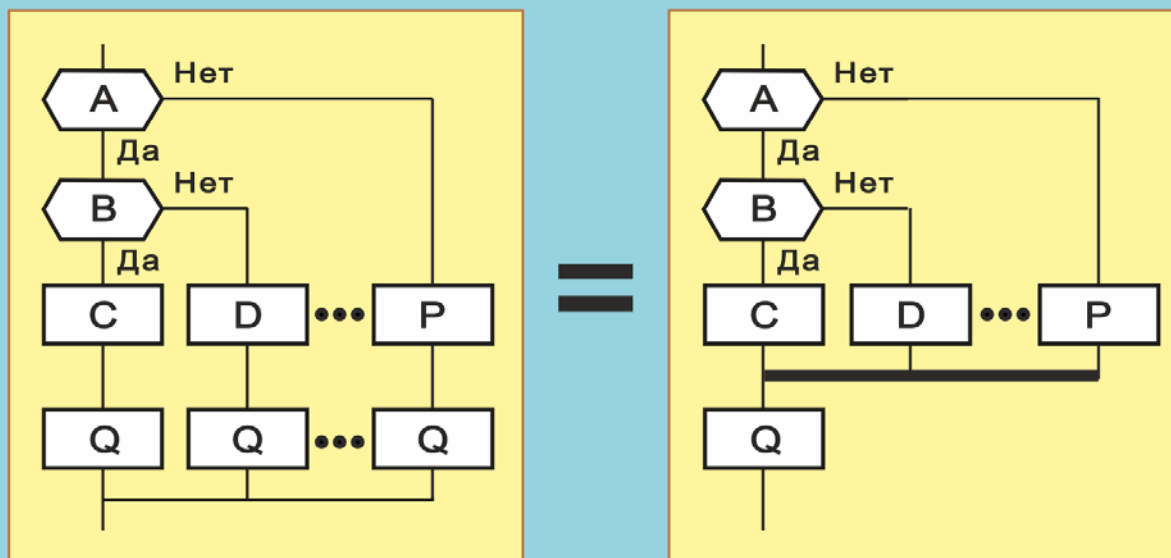 A Нет
Да
B Нет
Да
C D ••• P
Q Q ••• Q
=
A Нет
Да
B Нет
Да
C D ••• P
Q